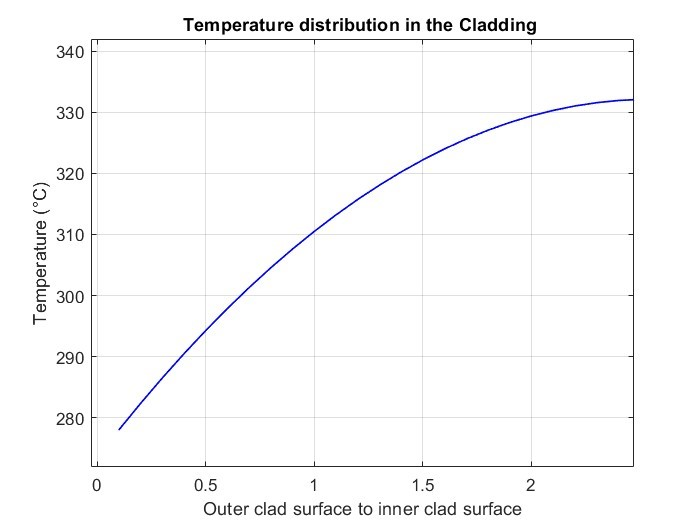 Temperature distribution in the Cladding
Temperature (°C)
340
330
320
310
300
290
280
0 0.5 1 1.5 2
Outer clad surface to inner clad surface